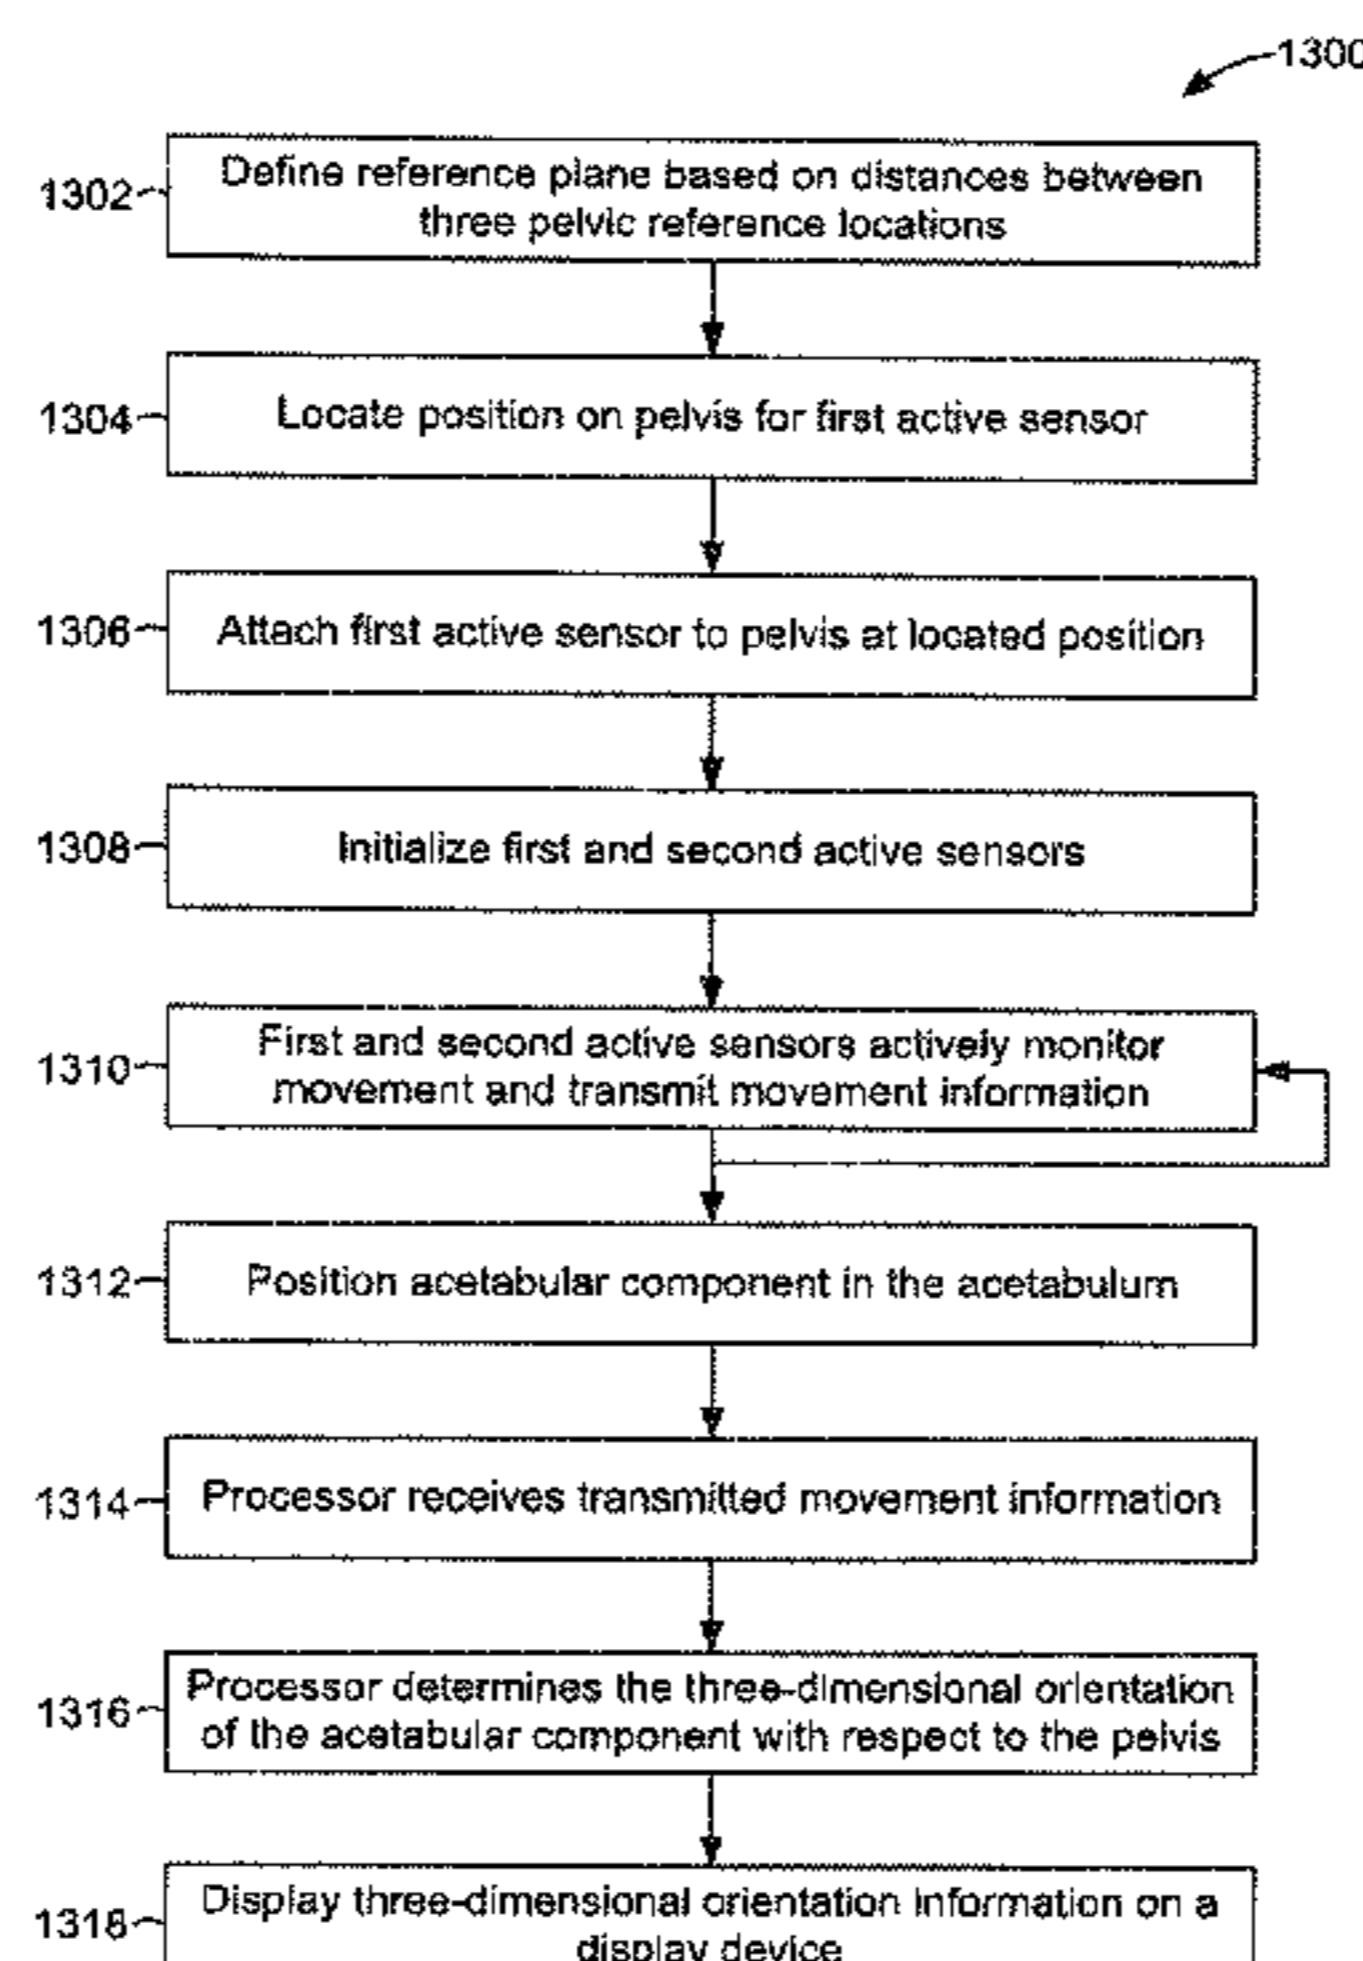 1300
1302
Define reference plane based on distances between
three pelvic reference locations
1304
Locate position on pelvis for first active sensor
1306
Attach first active sensor to pelvis at located position
1308
Initialize first and second active sensors
1310
First and second active sensors actively monitor
movement and transmit movement information
1312
Position acetabular component in the acetabulum
1314
Processor receives transmitted movement information
1316
Processor determines the three-dimensional orientation
of the acetabular component with respect to the pelvis
1318
Display three-dimensional orientation information on a
display device